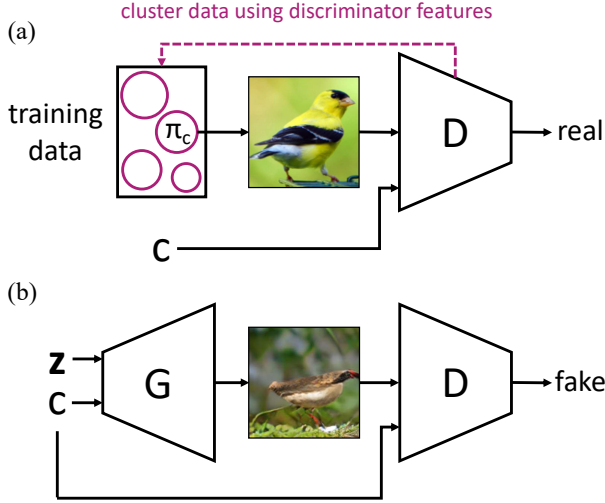 cluster data using discriminator features
(a)
training
data
π_c
D
real
c
(b)
z
c
G
D
fake